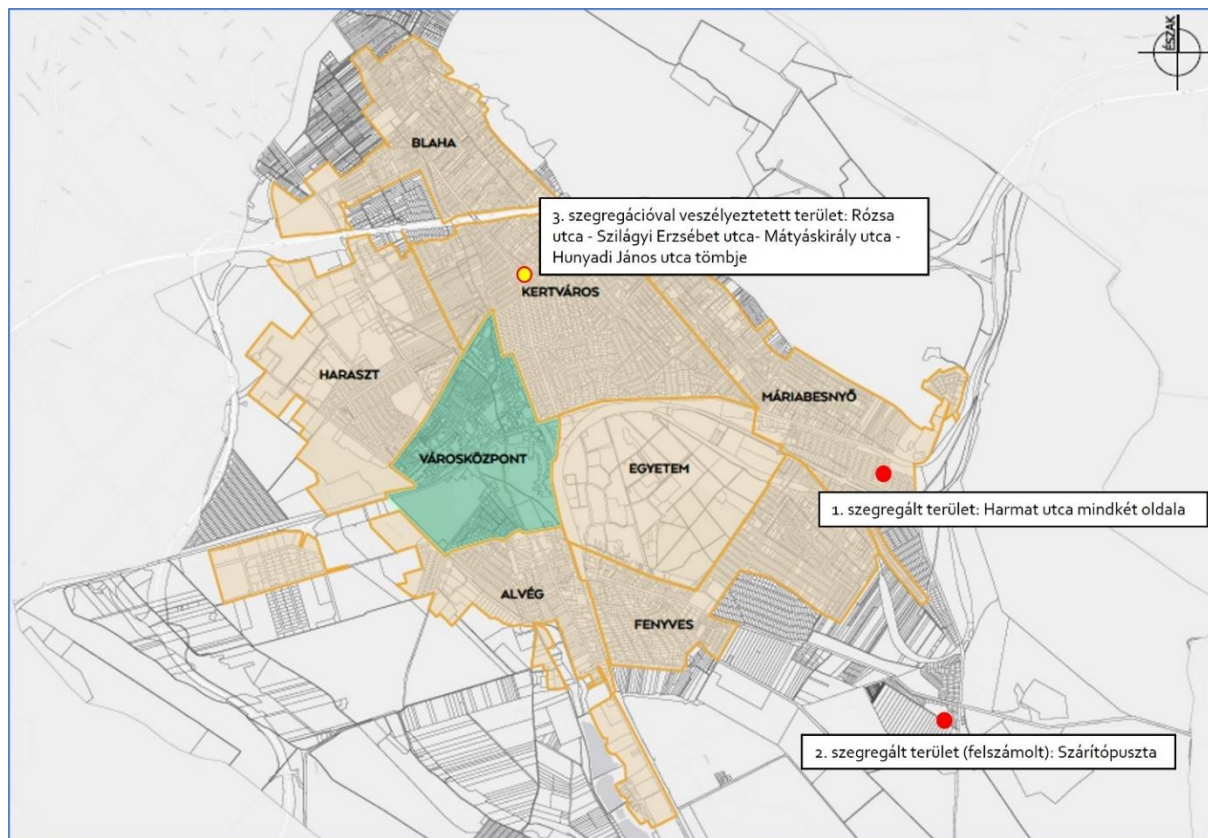 ÉSZAK
BLAHA
3. szegregációval veszélyeztetett terület: Rózsa
utca - Szilágyi Erzsébet utca- Mátyáskirály utca -
Hunyadi János utca tömbje
KERTVÁROS
HARASZT
MÁRIABESNYŐ
VÁROSKÖZPONT
EGYETEM
1. szegregált terület: Harmat utca mindkét oldala
ALVÉG
FENYVES
2. szegregált terület (felszámolt): Szárítópuszta